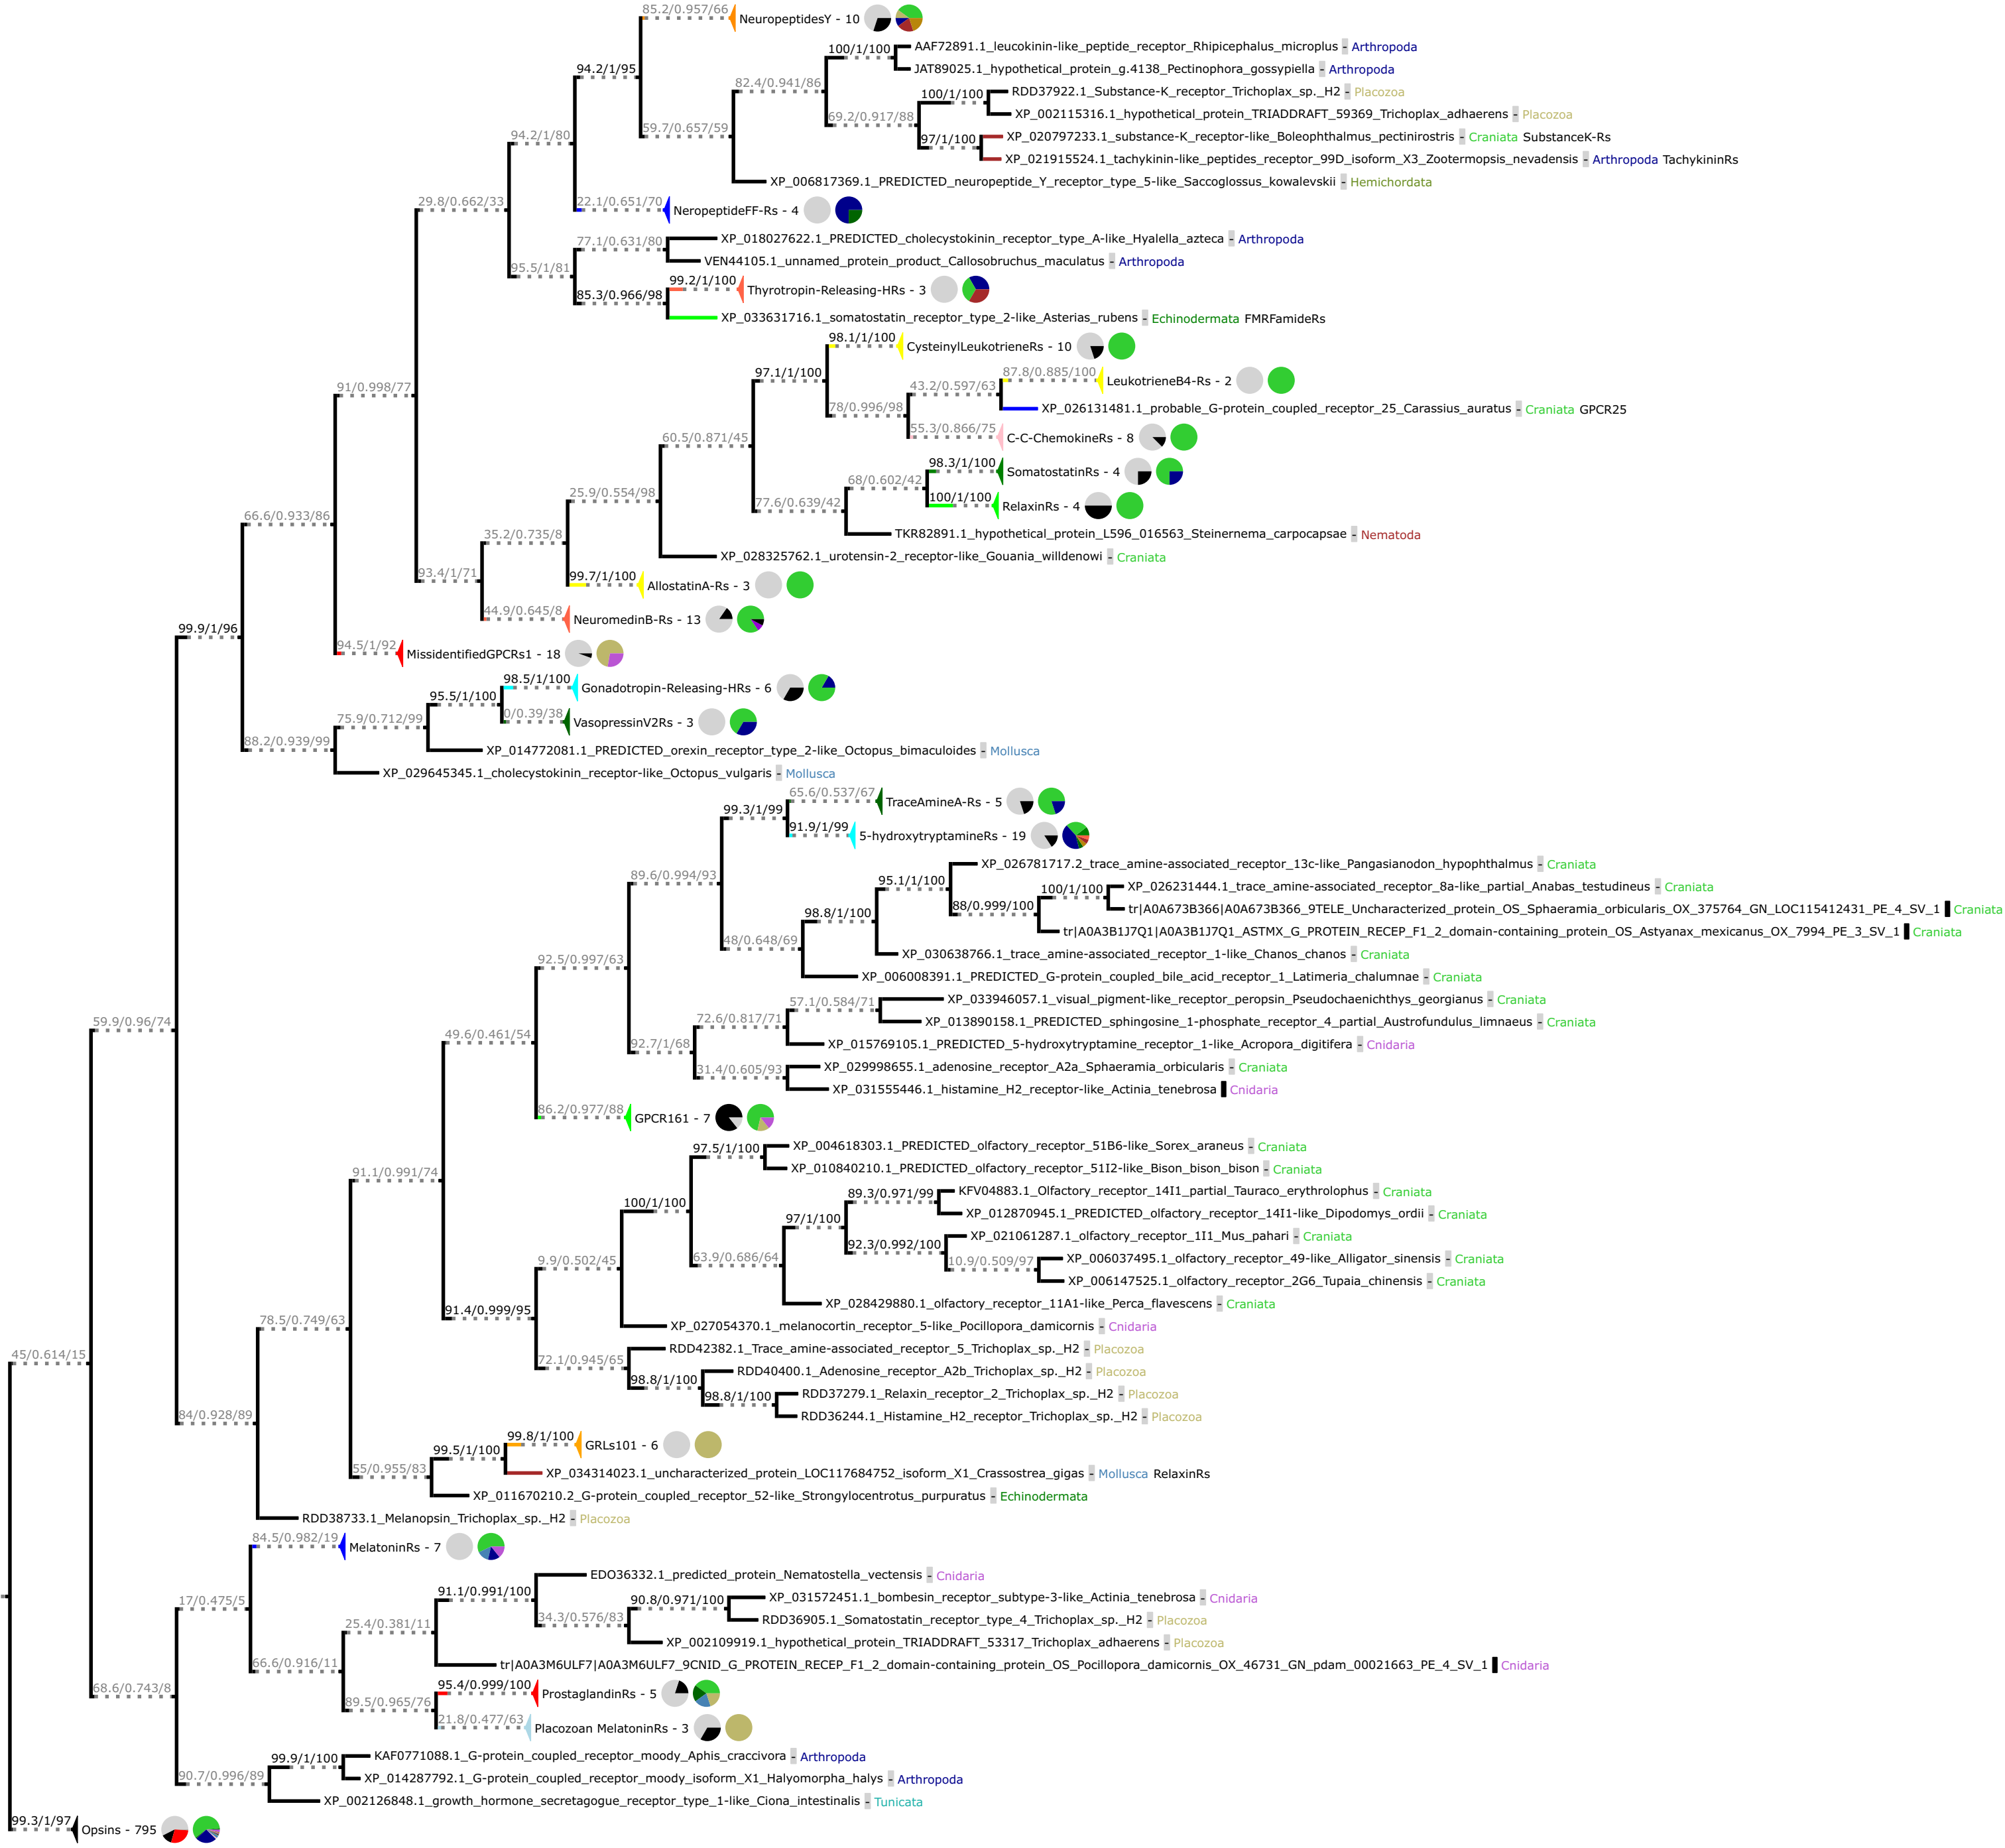 85.2/0.957/66
NeuropeptidesY - 10
100/1/100
AAF72891.1_leucokinin-like_peptide_receptor_Rhipicephalus_microplus - Arthropoda
JAT89025.1_hypothetical_protein_g.4138_Pectinophora_gossypiella - Arthropoda
94.2/1/95
82.4/0.941/86
100/1/100
RDD37922.1_Substance-K_receptor_Trichoplax_sp._H2 - Placozoa
XP_002115316.1_hypothetical_protein_TRIADDRAFT_59369_Trichoplax_adhaerens - Placozoa
69.2/0.917/88
94.2/1/80
59.7/0.657/59
97/1/100
XP_020797233.1_substance-K_receptor-like_Boleophthalmus_pectinirostris - Craniata SubstanceK-Rs
XP_021915524.1_tachykinin-like_peptides_receptor_99D_isoform_X3_Zootermopsis_nevadensis - Arthropoda TachykininRs
XP_006817369.1_PREDICTED_neuropeptide_Y_receptor_type_5-like_Saccoglossus_kowalevskii - Hemichordata
29.8/0.662/33
22.1/0.651/70
NeropeptideFF-Rs - 4
77.1/0.631/80
XP_018027622.1_PREDICTED_cholecystokinin_receptor_type_A-like_Hyalella_azteca - Arthropoda
VEN44105.1_unnamed_protein_product_Callosobruchus_maculatus - Arthropoda
95.5/1/81
99.2/1/100
Thyrotropin-Releasing-HRs - 3
85.3/0.966/98
XP_033631716.1_somatostatin_receptor_type_2-like_Asterias_rubens - Echinodermata FMRFamideRs
98.1/1/100
CysteinylLeukotrieneRs - 10
97.1/1/100
87.8/0.885/100
LeukotrieneB4-Rs - 2
91/0.998/77
43.2/0.597/63
78/0.996/98
XP_026131481.1_probable_G-protein_coupled_receptor_25_Carassius_auratus - Craniata GPCR25
60.5/0.871/45
55.3/0.866/75
C-C-ChemokineRs - 8
98.3/1/100
SomatostatinRs - 4
68/0.602/42
25.9/0.554/98
77.6/0.639/42
100/1/100
RelaxinRs - 4
66.6/0.933/86
35.2/0.735/8
TKR82891.1_hypothetical_protein_L596_016563_Steinernema_carpocapsae - Nematoda
XP_028325762.1_urotensin-2_receptor-like_Gouania_willdenowi - Craniata
93.4/1/71
99.7/1/100
AllostatinA-Rs - 3
44.9/0.645/8
NeuromedinB-Rs - 13
99.9/1/96
94.5/1/92
MissidentifiedGPCRs1 - 18
98.5/1/100
Gonadotropin-Releasing-HRs - 6
95.5/1/100
75.9/0.712/99
0/0.39/38
VasopressinV2Rs - 3
88.2/0.939/99
XP_014772081.1_PREDICTED_orexin_receptor_type_2-like_Octopus_bimaculoides - Mollusca
XP_029645345.1_cholecystokinin_receptor-like_Octopus_vulgaris - Mollusca
65.6/0.537/67
TraceAmineA-Rs - 5
99.3/1/99
91.9/1/99
5-hydroxytryptamineRs - 19
XP_026781717.2_trace_amine-associated_receptor_13c-like_Pangasianodon_hypophthalmus - Craniata
89.6/0.994/93
95.1/1/100
100/1/100
XP_026231444.1_trace_amine-associated_receptor_8a-like_partial_Anabas_testudineus - Craniata
88/0.999/100
tr|A0A673B366|A0A673B366_9TELE_Uncharacterized_protein_OS_Sphaeramia_orbicularis_OX_375764_GN_LOC115412431_PE_4_SV_1 Craniata
98.8/1/100
tr|A0A3B1J7Q1|A0A3B1J7Q1_ASTMX_G_PROTEIN_RECEP_F1_2_domain-containing_protein_OS_Astyanax_mexicanus_OX_7994_PE_3_SV_1 Craniata
48/0.648/69
XP_030638766.1_trace_amine-associated_receptor_1-like_Chanos_chanos - Craniata
92.5/0.997/63
XP_006008391.1_PREDICTED_G-protein_coupled_bile_acid_receptor_1_Latimeria_chalumnae - Craniata
57.1/0.584/71
XP_033946057.1_visual_pigment-like_receptor_peropsin_Pseudochaenichthys_georgianus - Craniata
72.6/0.817/71
XP_013890158.1_PREDICTED_sphingosine_1-phosphate_receptor_4_partial_Austrofundulus_limnaeus - Craniata
59.9/0.96/74
49.6/0.461/54
92.7/1/68
XP_015769105.1_PREDICTED_5-hydroxytryptamine_receptor_1-like_Acropora_digitifera - Cnidaria
31.4/0.605/93
XP_029998655.1_adenosine_receptor_A2a_Sphaeramia_orbicularis - Craniata
XP_031555446.1_histamine_H2_receptor-like_Actinia_tenebrosa Cnidaria
86.2/0.977/88
GPCR161 - 7
97.5/1/100
XP_004618303.1_PREDICTED_olfactory_receptor_51B6-like_Sorex_araneus - Craniata
XP_010840210.1_PREDICTED_olfactory_receptor_51I2-like_Bison_bison_bison - Craniata
91.1/0.991/74
100/1/100
89.3/0.971/99
KFV04883.1_Olfactory_receptor_14I1_partial_Tauraco_erythrolophus - Craniata
XP_012870945.1_PREDICTED_olfactory_receptor_14I1-like_Dipodomys_ordii - Craniata
97/1/100
XP_021061287.1_olfactory_receptor_1I1_Mus_pahari - Craniata
92.3/0.992/100
9.9/0.502/45
63.9/0.686/64
10.9/0.509/97
XP_006037495.1_olfactory_receptor_49-like_Alligator_sinensis - Craniata
XP_006147525.1_olfactory_receptor_2G6_Tupaia_chinensis - Craniata
91.4/0.999/95
XP_028429880.1_olfactory_receptor_11A1-like_Perca_flavescens - Craniata
78.5/0.749/63
XP_027054370.1_melanocortin_receptor_5-like_Pocillopora_damicornis - Cnidaria
45/0.614/15
72.1/0.945/65
RDD42382.1_Trace_amine-associated_receptor_5_Trichoplax_sp._H2 - Placozoa
98.8/1/100
RDD40400.1_Adenosine_receptor_A2b_Trichoplax_sp._H2 - Placozoa
98.8/1/100
RDD37279.1_Relaxin_receptor_2_Trichoplax_sp._H2 - Placozoa
84/0.928/89
RDD36244.1_Histamine_H2_receptor_Trichoplax_sp._H2 - Placozoa
99.8/1/100
GRLs101 - 6
99.5/1/100
55/0.955/83
XP_034314023.1_uncharacterized_protein_LOC117684752_isoform_X1_Crassostrea_gigas - Mollusca RelaxinRs
XP_011670210.2_G-protein_coupled_receptor_52-like_Strongylocentrotus_purpuratus - Echinodermata
RDD38733.1_Melanopsin_Trichoplax_sp._H2 - Placozoa
84.5/0.982/19
MelatoninRs - 7
91.1/0.991/100
EDO36332.1_predicted_protein_Nematostella_vectensis - Cnidaria
17/0.475/5
90.8/0.971/100
XP_031572451.1_bombesin_receptor_subtype-3-like_Actinia_tenebrosa - Cnidaria
25.4/0.381/11
34.3/0.576/83
RDD36905.1_Somatostatin_receptor_type_4_Trichoplax_sp._H2 - Placozoa
XP_002109919.1_hypothetical_protein_TRIADDRAFT_53317_Trichoplax_adhaerens - Placozoa
66.6/0.916/11
tr|A0A3M6ULF7|A0A3M6ULF7_9CNID_G_PROTEIN_RECEP_F1_2_domain-containing_protein_OS_Pocillopora_damicornis_OX_46731_GN_pdam_00021663_PE_4_SV_1 Cnidaria
68.6/0.743/8
95.4/0.999/100
ProstaglandinRs - 5
89.5/0.965/76
21.8/0.477/63
Placozoan MelatoninRs - 3
99.9/1/100
KAF0771088.1_G-protein_coupled_receptor_moody_Aphis_craccivora - Arthropoda
90.7/0.996/89
XP_014287792.1_G-protein_coupled_receptor_moody_isoform_X1_Halyomorpha_halys - Arthropoda
XP_002126848.1_growth_hormone_secretagogue_receptor_type_1-like_Ciona_intestinalis - Tunicata
99.3/1/97
Opsins - 795